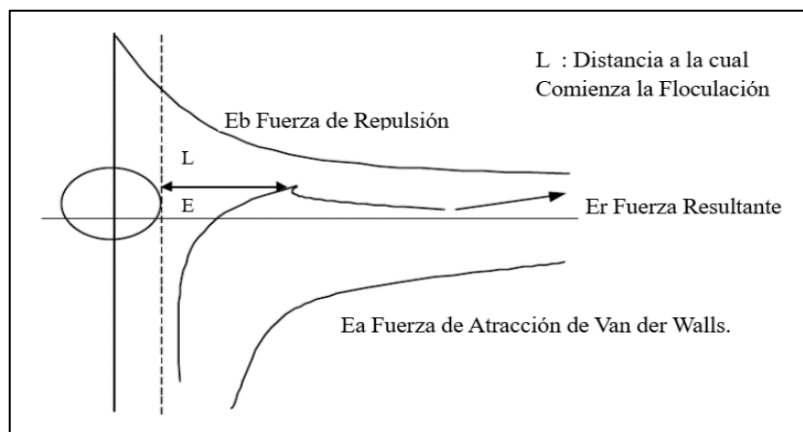 L : Distancia a la cual
Comienza la Floculación
Eb Fuerza de Repulsión
L
E
Er Fuerza Resultante
Ea Fuerza de Atracción de Van der Walls.